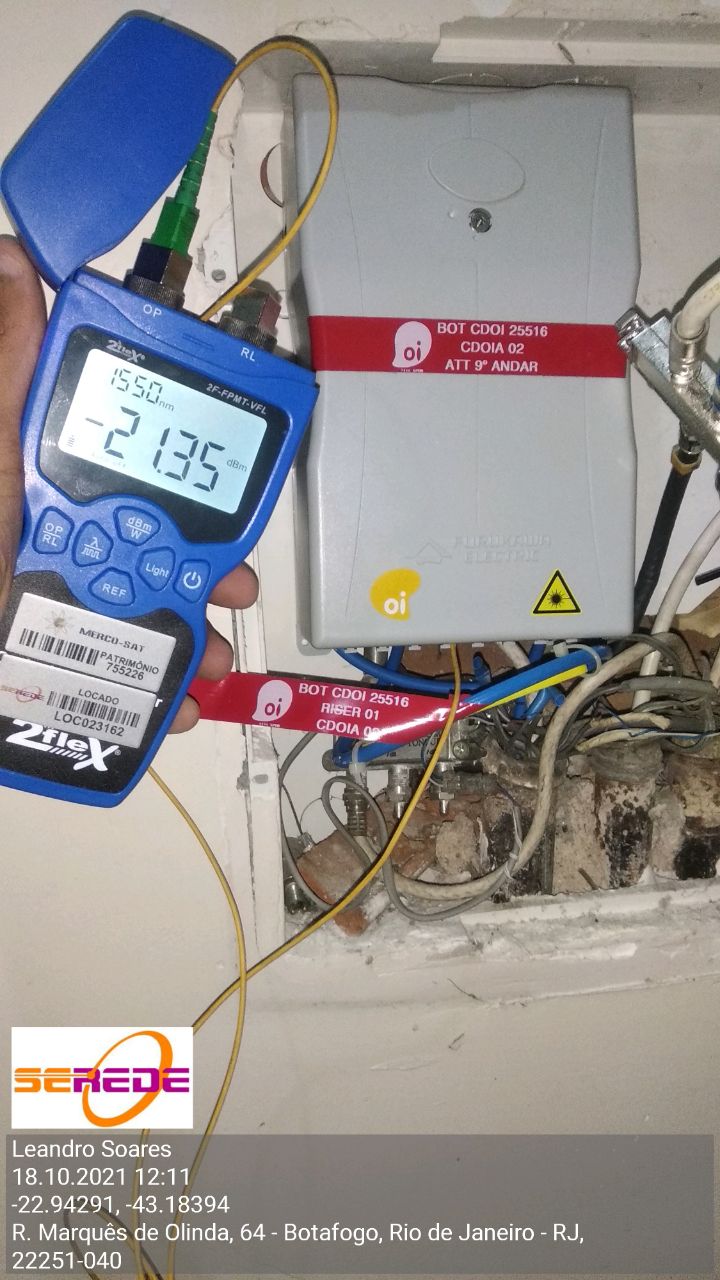 OP
RL
2flex
2F-FPMT-VFL
1550nm
-21.35 dBm
OP
RL
λ
dBm
W
REF
Light
MERCO-SAT
PATRIMÔNIO
755226
SEREDE
LOCADO
LOC023162
2flex
oi
BOT CDOI 25516
CDOIA 02
ATT 9º ANDAR
FURUKAWA
ELECTRIC
oi
oi
BOT CDOI 25516
RISER 01
CDOIA
SEREDE
Leandro Soares
18.10.2021 12:11
-22.94291, -43.18394
R. Marquês de Olinda, 64 - Botafogo, Rio de Janeiro - RJ,
22251-040